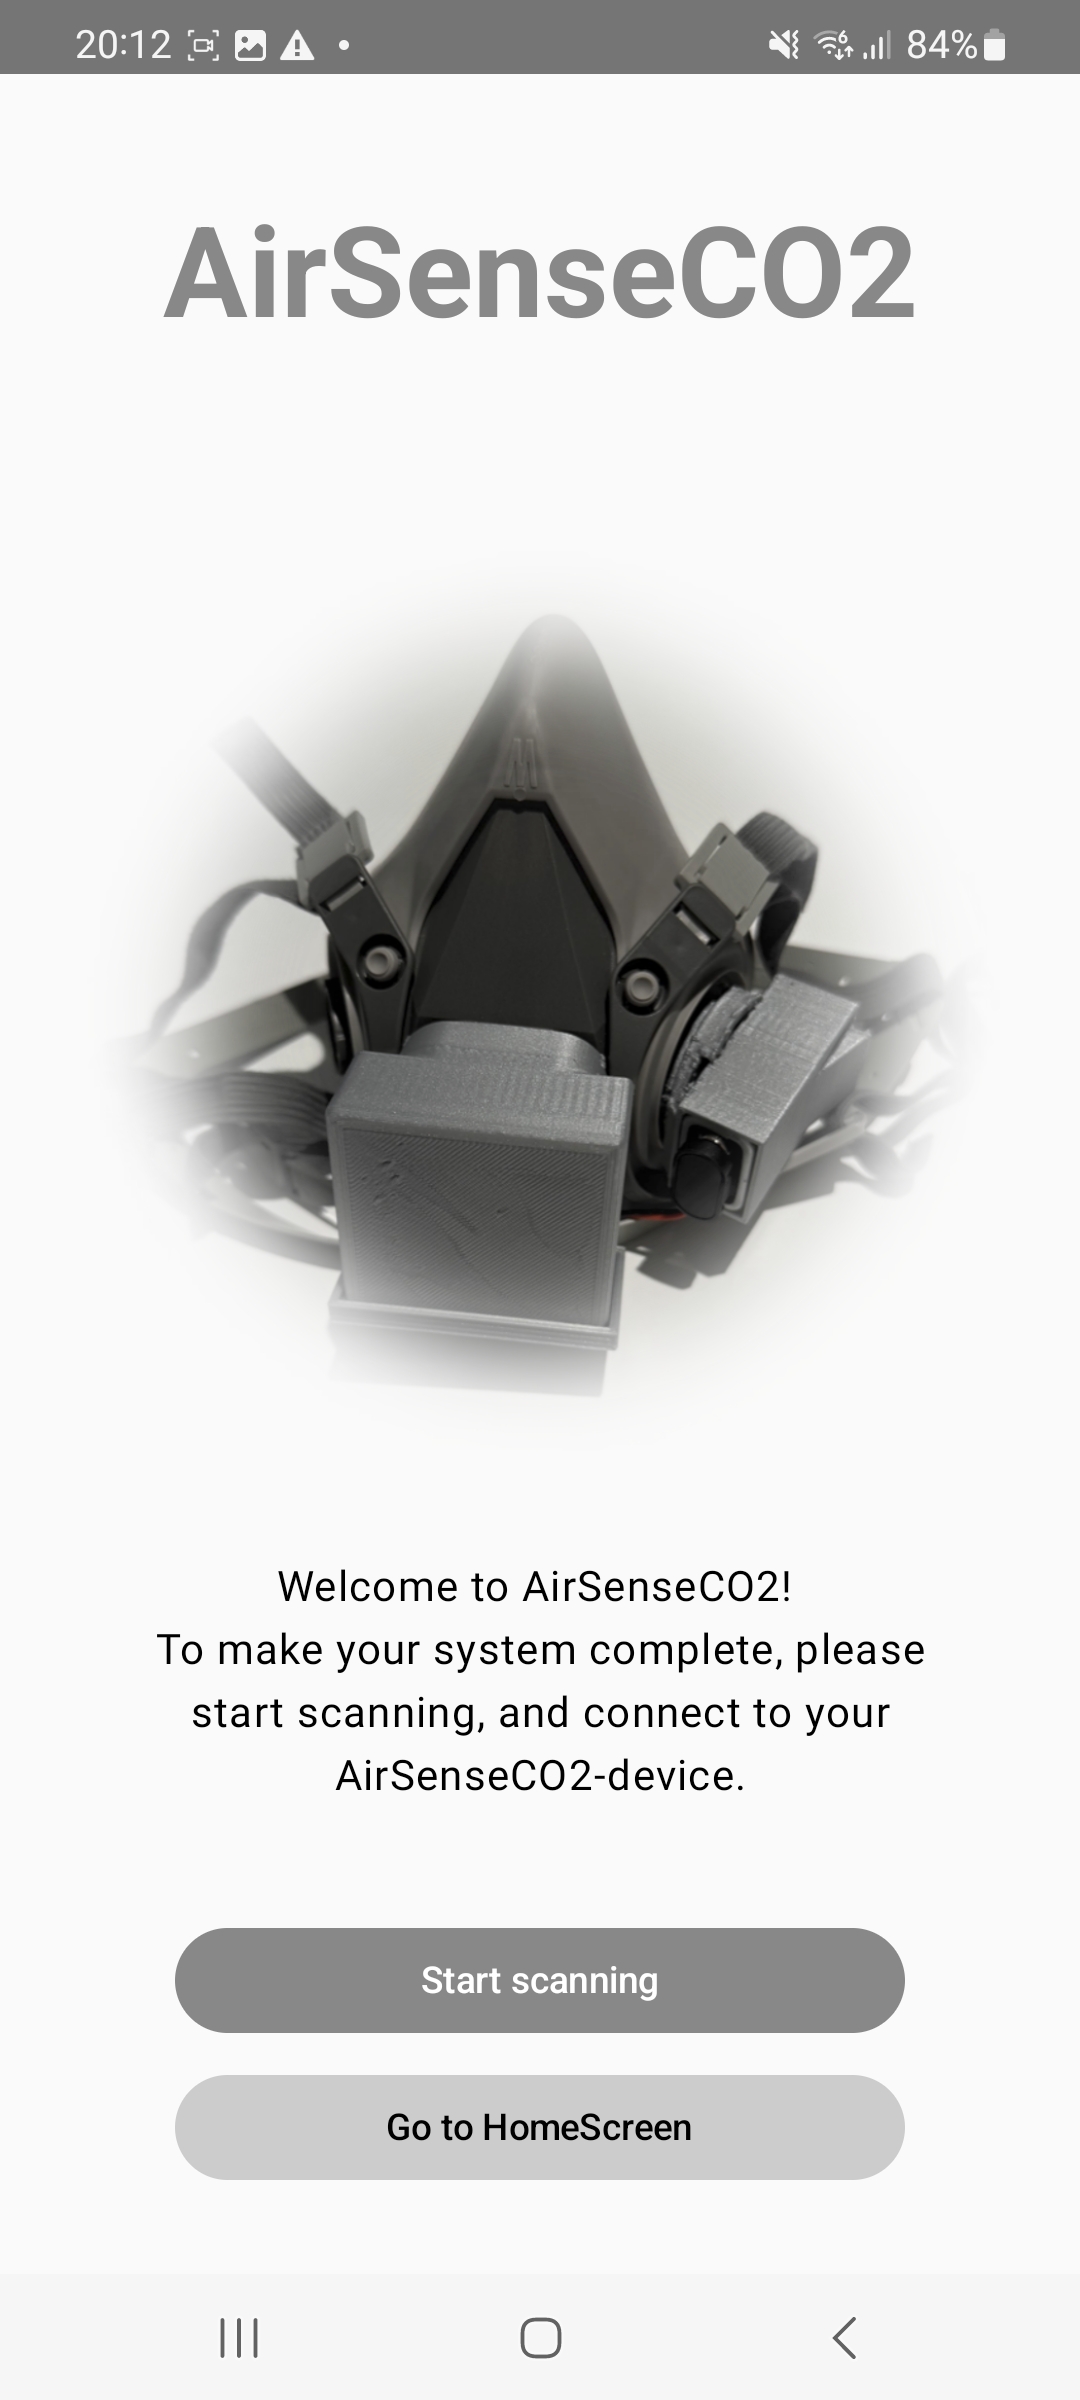 20:12
6
84%
AirSenseCO2
Welcome to AirSenseCO2!
To make your system complete, please
start scanning, and connect to your
AirSenseCO2-device.
Start scanning
Go to HomeScreen